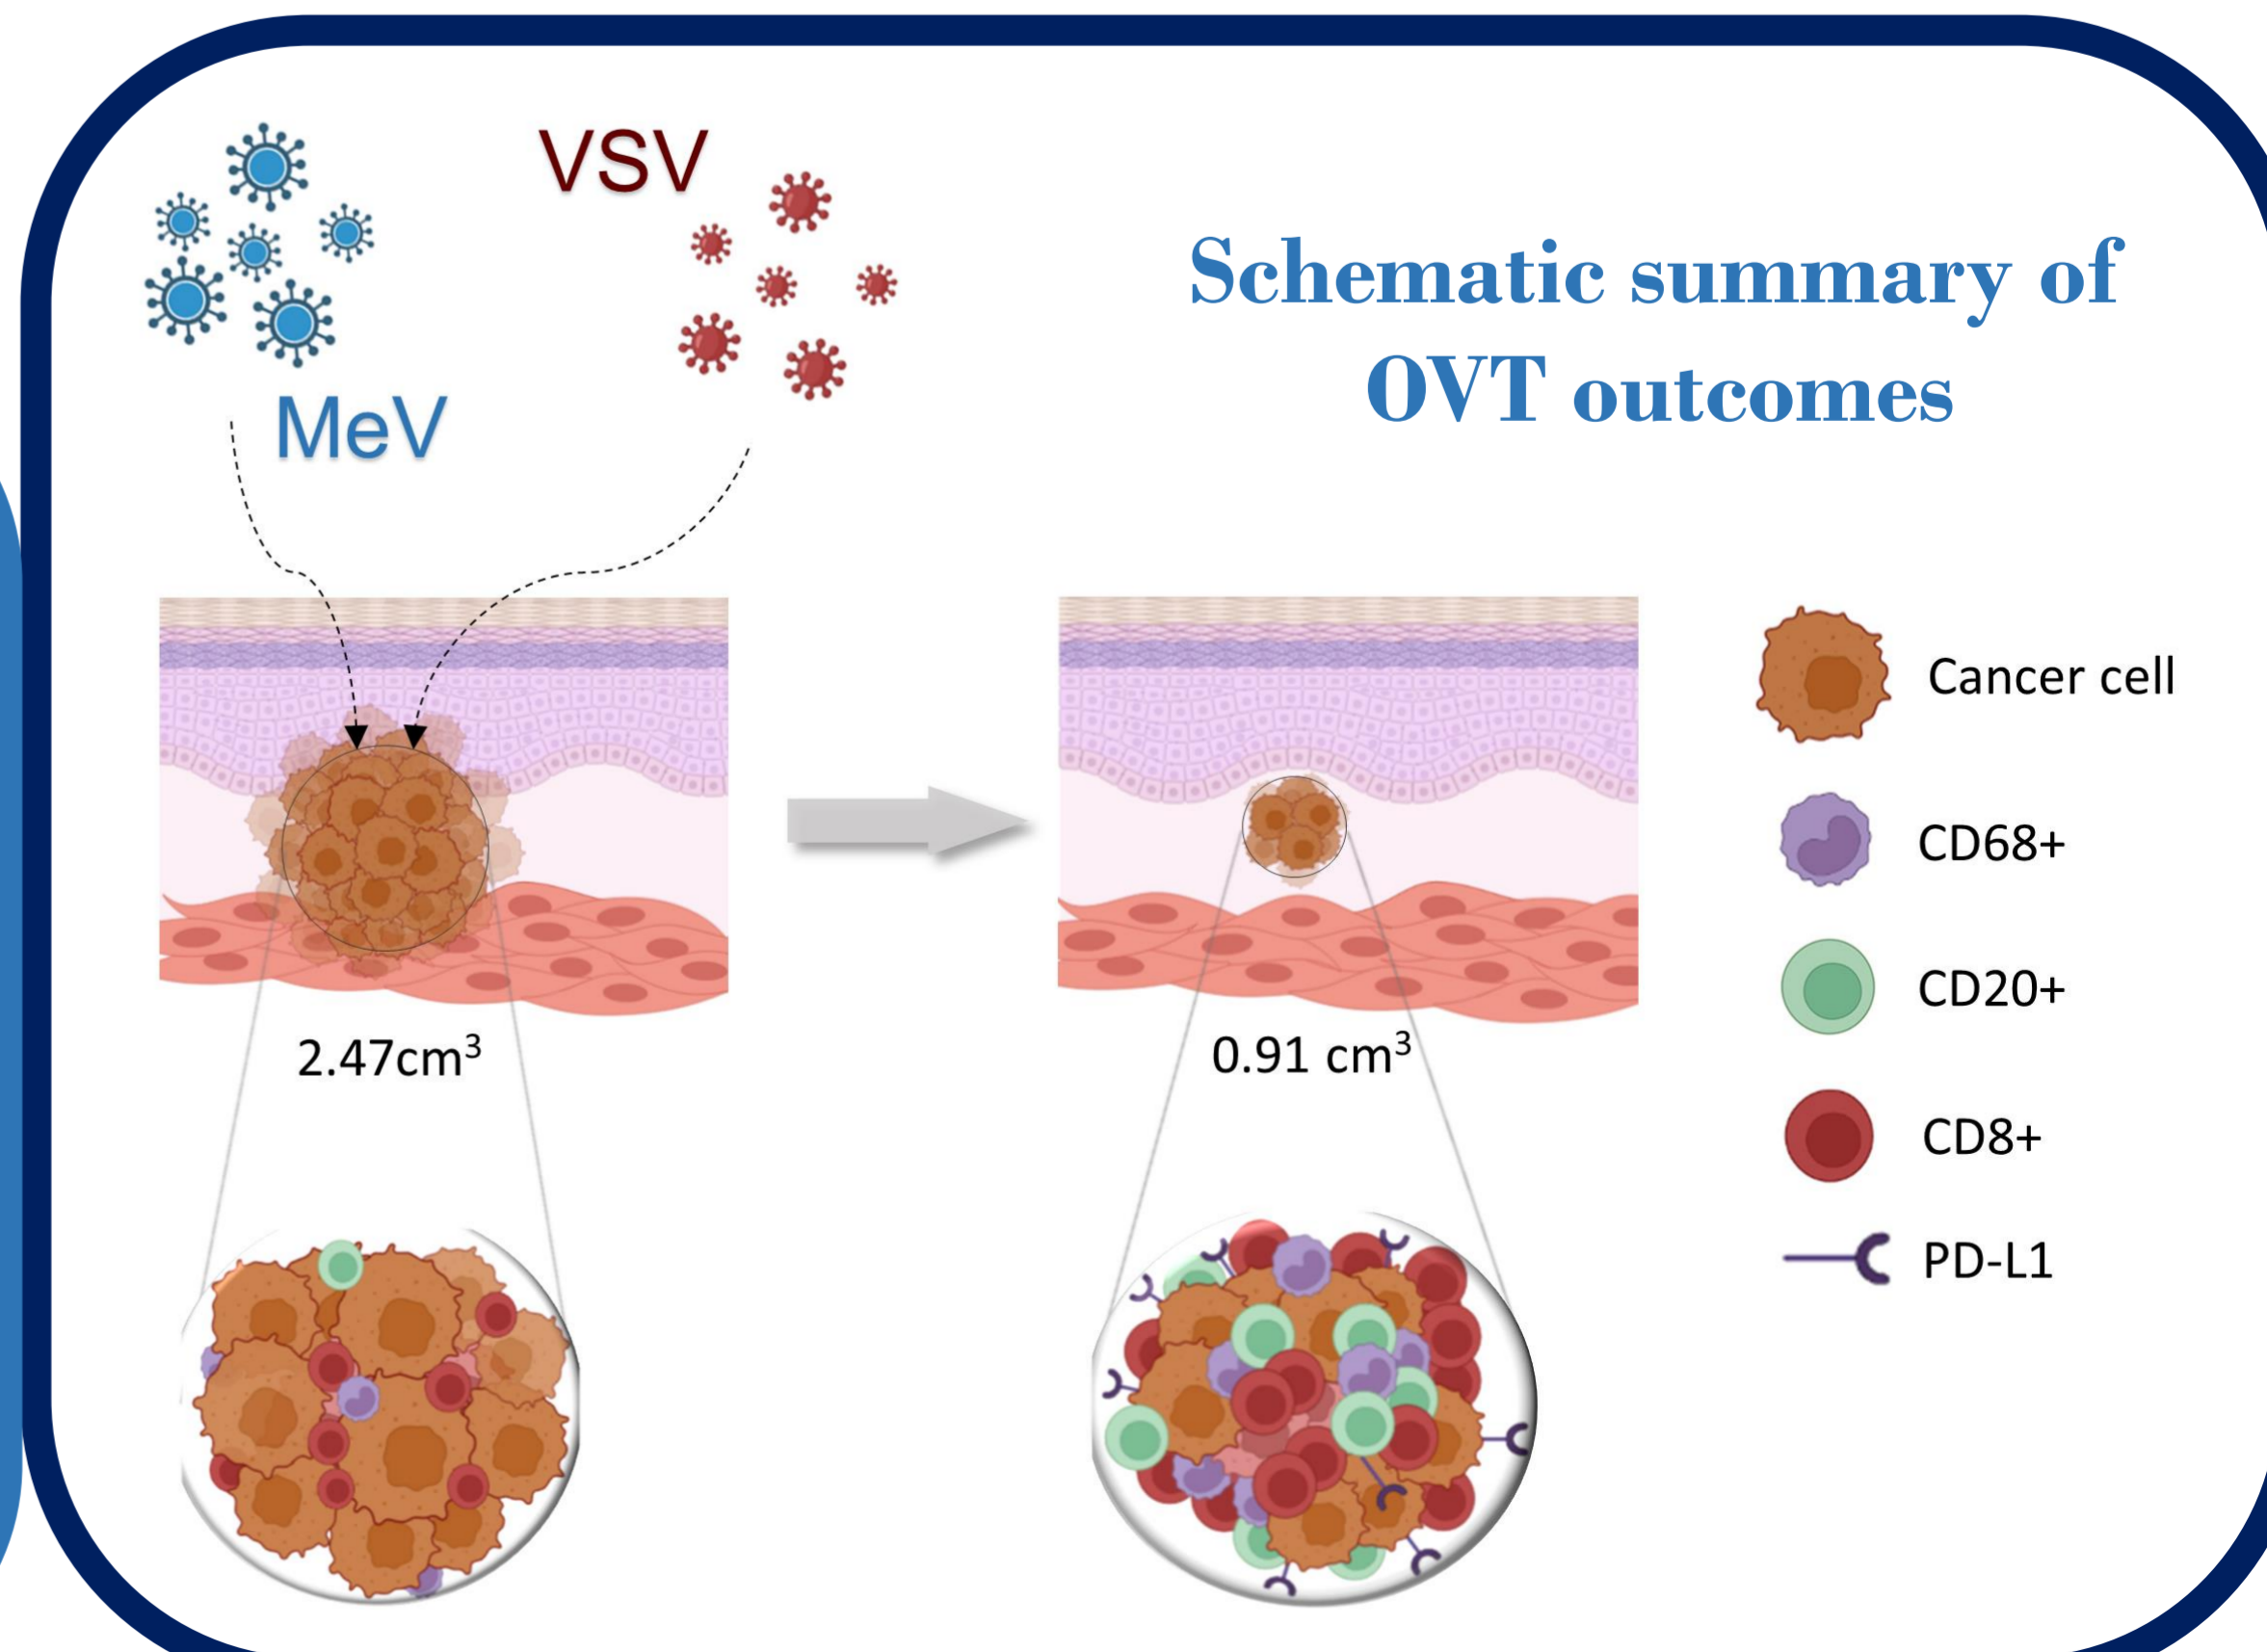 VSV
MeV
Schematic summary of
OVT outcomes
2.47cm³
0.91 cm³
Cancer cell
CD68+
CD20+
CD8+
PD-L1